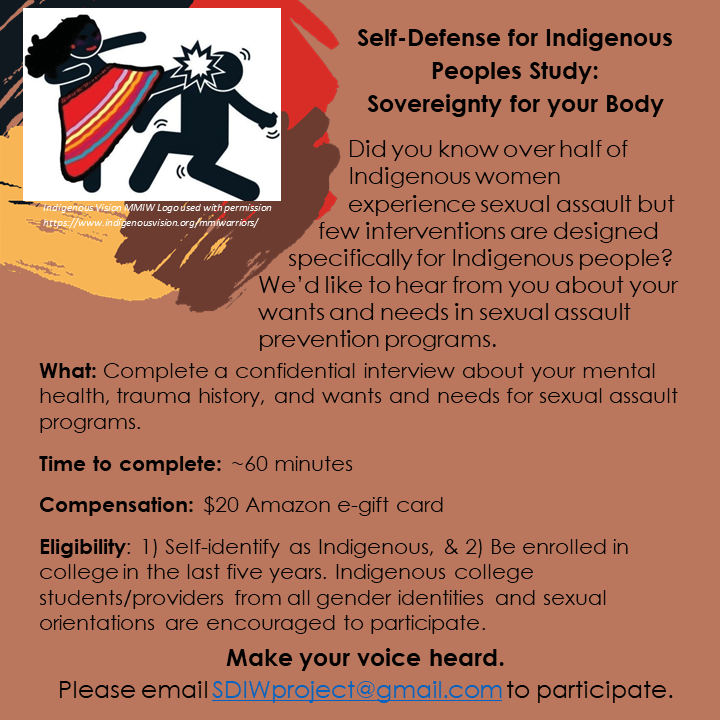 Self-Defense for Indigenous
Peoples Study:
Sovereignty for your Body
Did you know over half of
Indigenous women
experience sexual assault but
few interventions are designed
specifically for Indigenous people?
We'd like to hear from you about your
wants and needs in sexual assault
prevention programs.
Indigenous Vision MMIW Logo used with permission
https://www.indigenousvision.org/mmiwarriors/
What: Complete a confidential interview about your mental
health, trauma history, and wants and needs for sexual assault
programs.
Time to complete: ~60 minutes
Compensation: $20 Amazon e-gift card
Eligibility: 1) Self-identify as Indigenous, & 2) Be enrolled in
college in the last five years. Indigenous college
students/providers from all gender identities and sexual
orientations are encouraged to participate.
Make your voice heard.
Please email SDIWproject@gmail.com to participate.